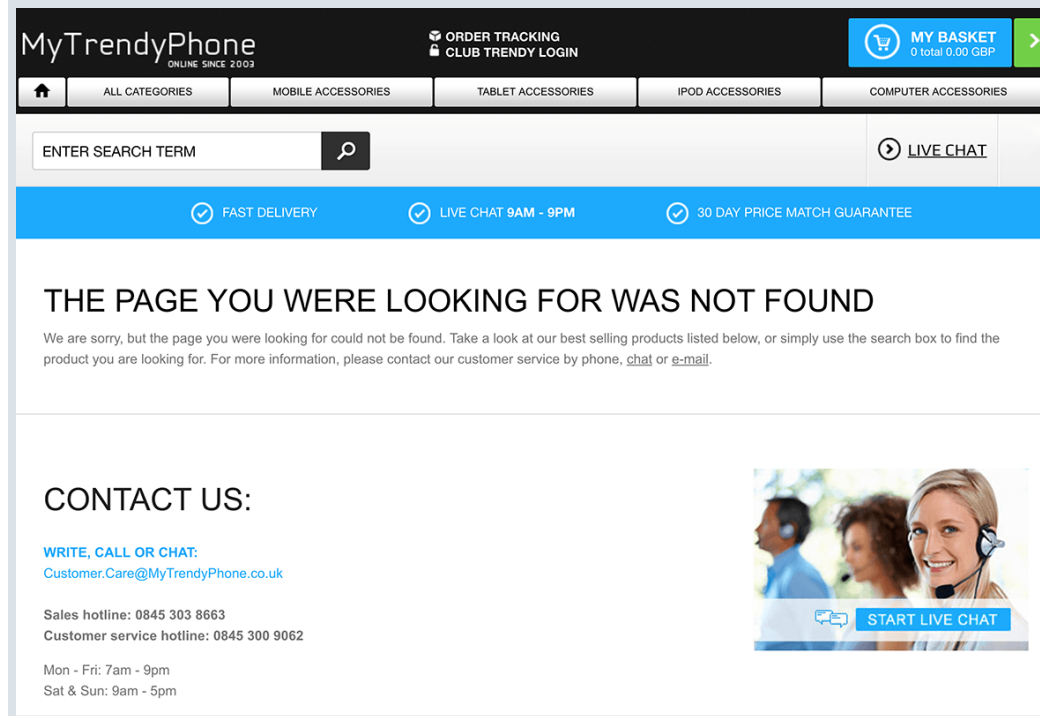 MyTrendyPhone
ONLINE SINCE 2003
ORDER TRACKING
CLUB TRENDY LOGIN
MY BASKET
0 total 0.00 GBP
ALL CATEGORIES
MOBILE ACCESSORIES
TABLET ACCESSORIES
IPOD ACCESSORIES
COMPUTER ACCESSORIES
ENTER SEARCH TERM
LIVE CHAT
FAST DELIVERY
LIVE CHAT 9AM - 9PM
30 DAY PRICE MATCH GUARANTEE
THE PAGE YOU WERE LOOKING FOR WAS NOT FOUND
We are sorry, but the page you were looking for could not be found. Take a look at our best selling products listed below, or simply use the search box to find the
product you are looking for. For more information, please contact our customer service by phone, chat or e-mail.
CONTACT US:
WRITE, CALL OR CHAT:
Customer.Care@MyTrendyPhone.co.uk
Sales hotline: 0845 303 8663
Customer service hotline: 0845 300 9062
Mon - Fri: 7am - 9pm
Sat & Sun: 9am - 5pm
START LIVE CHAT